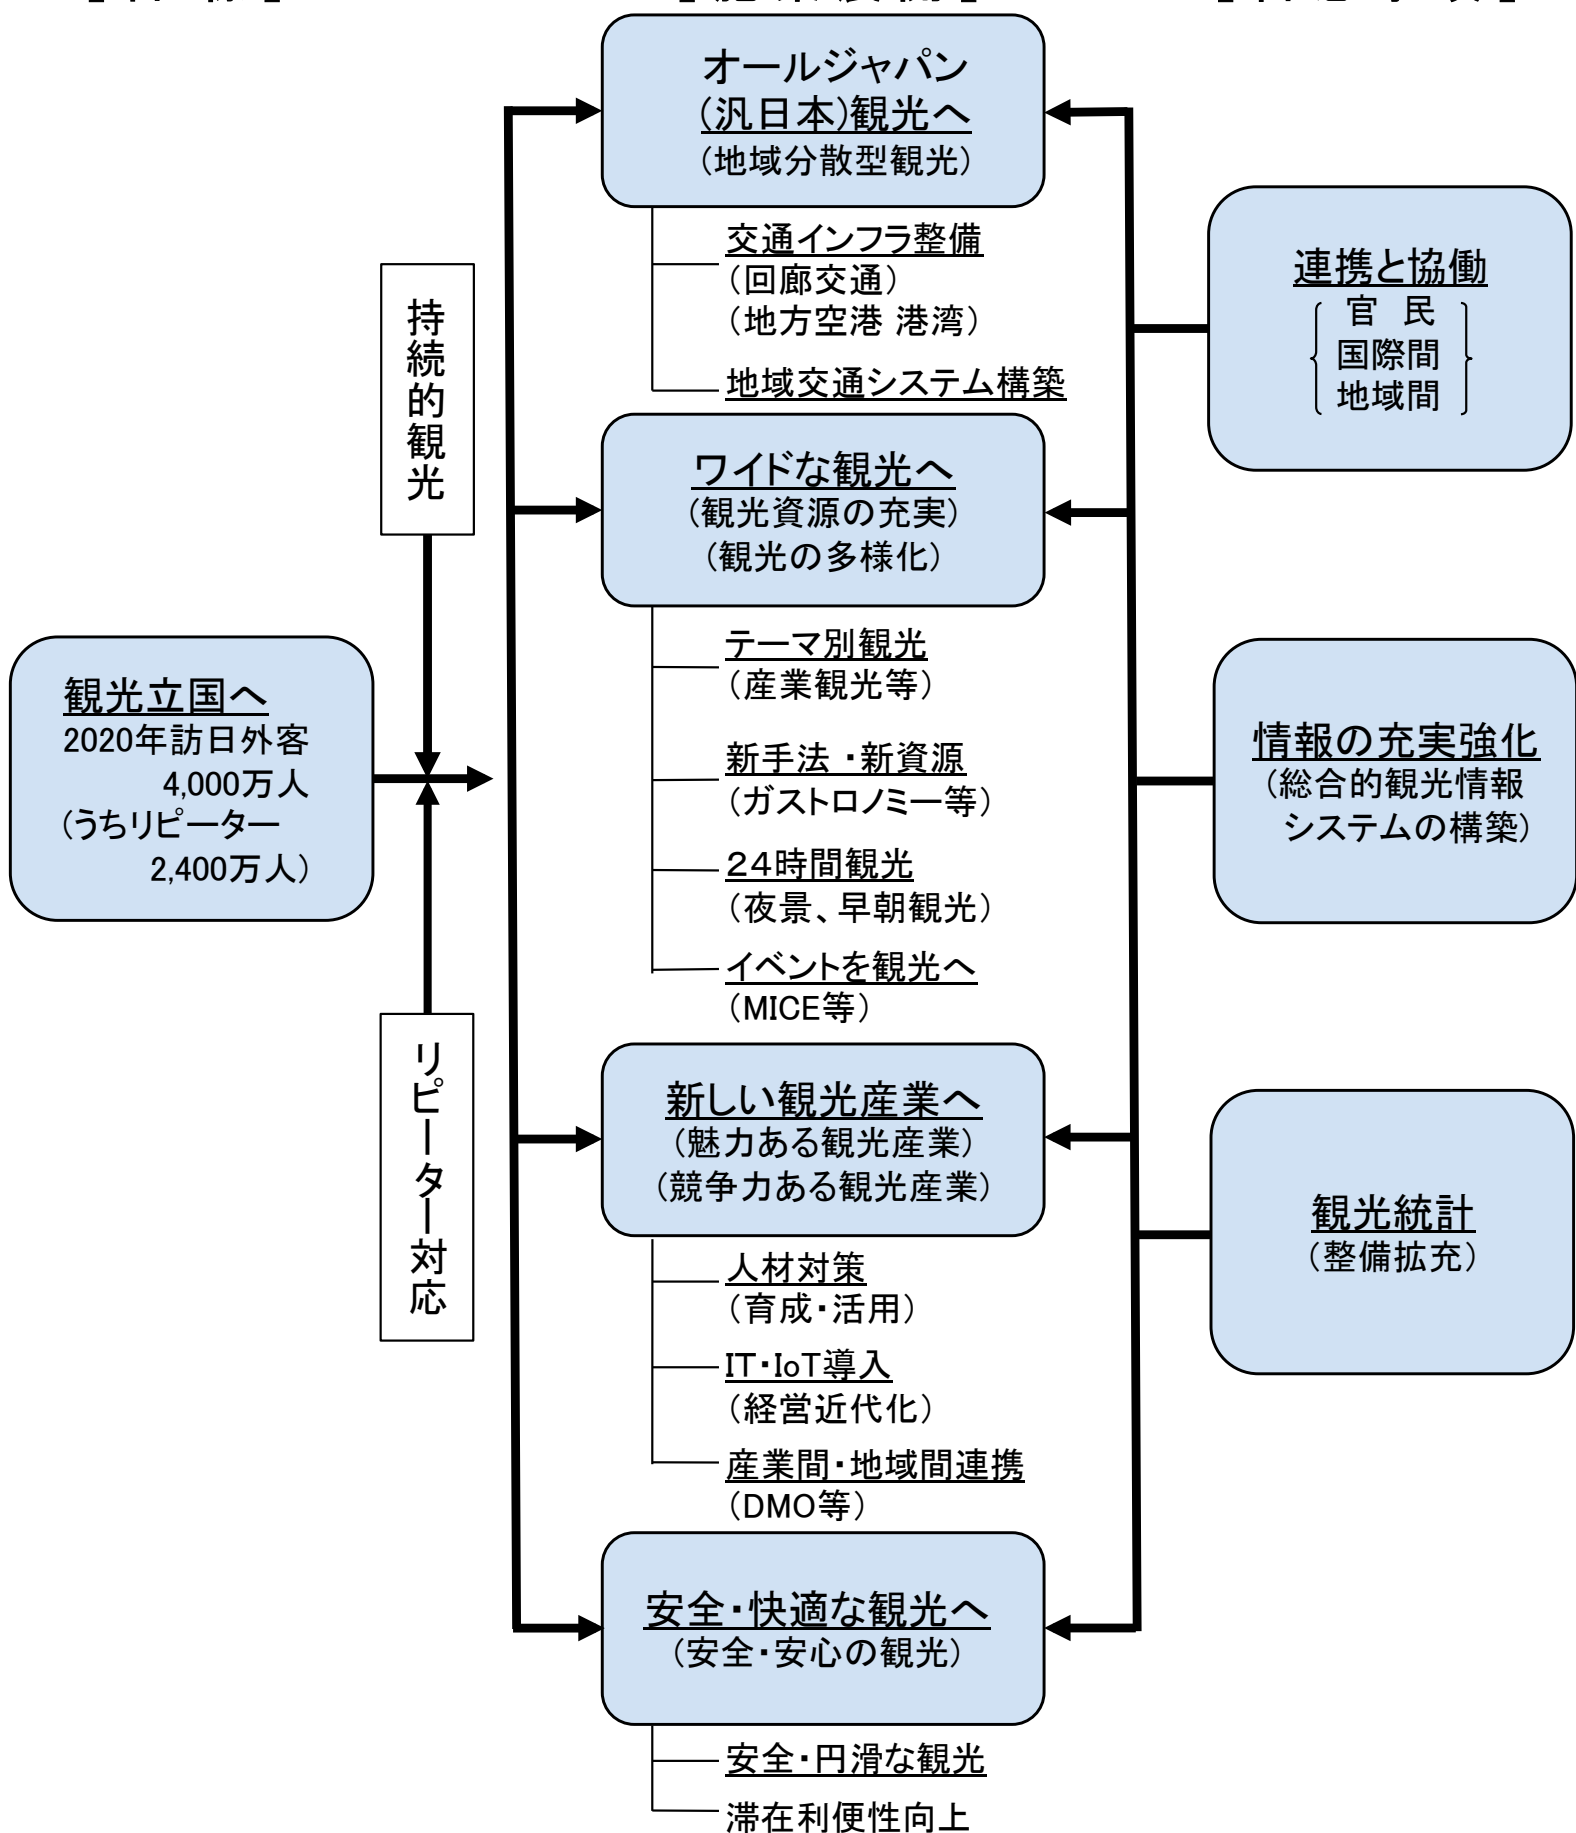 観光立国へ
2020年訪日外客
4,000万人
(うちリピーター
2,400万人)
持続的観光
リピーター対応
オールジャパン
(汎日本)観光へ
(地域分散型観光)
交通インフラ整備
(回廊交通)
(地方空港 港湾)
地域交通システム構築
ワイドな観光へ
(観光資源の充実)
(観光の多様化)
テーマ別観光
(産業観光等)
新手法・新資源
(ガストロノミー等)
２４時間観光
(夜景、早朝観光)
イベントを観光へ
(MICE等)
新しい観光産業へ
(魅力ある観光産業)
(競争力ある観光産業)
人材対策
(育成・活用)
IT・IoT導入
(経営近代化)
産業間・地域間連携
(DMO等)
安全・快適な観光へ
(安全・安心の観光)
安全・円滑な観光
滞在利便性向上
連携と協働
官 民
国際間
地域間
情報の充実強化
(総合的観光情報
システムの構築)
観光統計
(整備拡充)